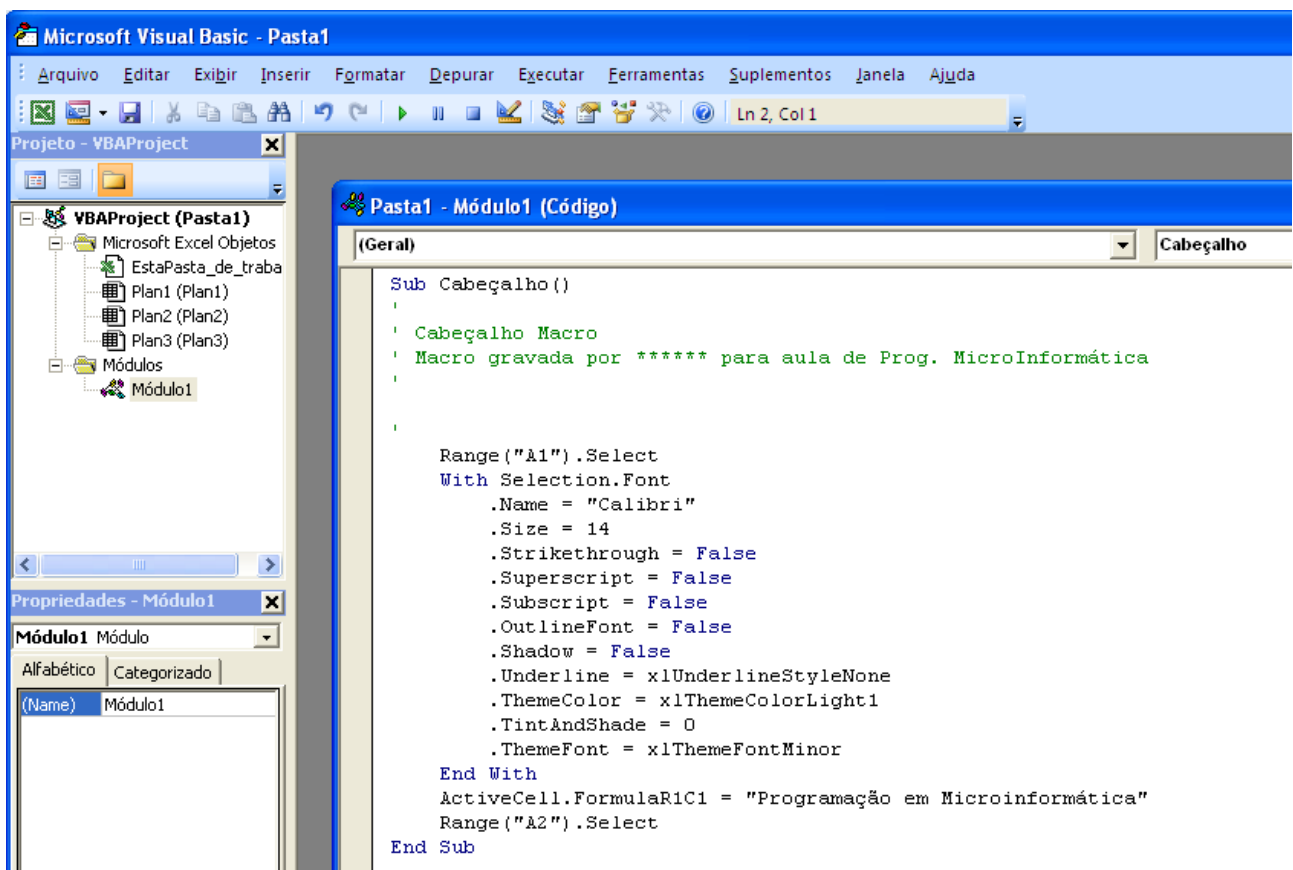 Microsoft Visual Basic - Pasta1
Arquivo Editar Exibir Inserir Formatar Depurar Executar Ferramentas Suplementos Janela Ajuda
Ln 2, Col 1
Projeto - VBAProject
VBAProject (Pasta1)
Microsoft Excel Objetos
EstaPasta_de_traba
Plan1 (Plan1)
Plan2 (Plan2)
Plan3 (Plan3)
Módulos
Módulo1
Propriedades - Módulo1
Módulo1 Módulo
Alfabético Categorizado
(Name) Módulo1
Pasta1 - Módulo1 (Código)
(Geral) Cabeçalho
Sub Cabeçalho()
'
' Cabeçalho Macro
' Macro gravada por ****** para aula de Prog. MicroInformática
'
'
Range("A1").Select
With Selection.Font
.Name = "Calibri"
.Size = 14
.Strikethrough = False
.Superscript = False
.Subscript = False
.OutlineFont = False
.Shadow = False
.Underline = xlUnderlineStyleNone
.ThemeColor = xlThemeColorLight1
.TintAndShade = 0
.ThemeFont = xlThemeFontMinor
End With
ActiveCell.FormulaR1C1 = "Programação em Microinformática"
Range("A2").Select
End Sub